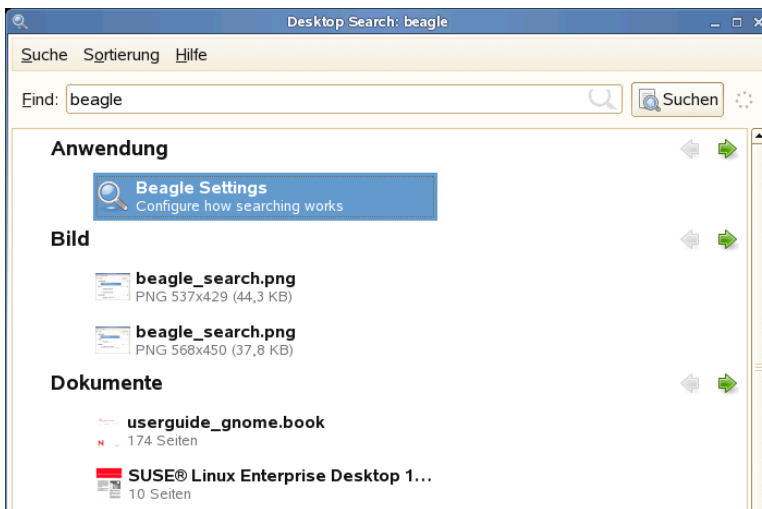 Desktop Search: beagle
Suche Sortierung Hilfe
Find: beagle Suchen
Anwendung
Beagle Settings
Configure how searching works
Bild
beagle_search.png
PNG 537x429 (44,3 KB)
beagle_search.png
PNG 568x450 (37,8 KB)
Dokumente
userguide_gnome.book
174 Seiten
SUSE® Linux Enterprise Desktop 1...
10 Seiten